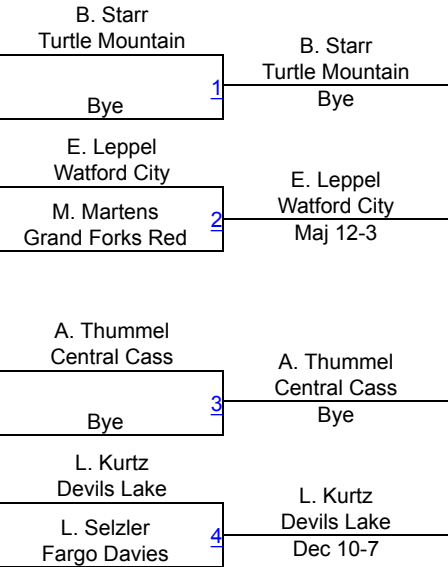 B. Starr
Turtle Mountain
Bye
1
B. Starr
Turtle Mountain
Bye
E. Leppel
Watford City
M. Martens
Grand Forks Red
2
E. Leppel
Watford City
Maj 12-3
A. Thummel
Central Cass
Bye
3
A. Thummel
Central Cass
Bye
L. Kurtz
Devils Lake
L. Selzler
Fargo Davies
4
L. Kurtz
Devils Lake
Dec 10-7